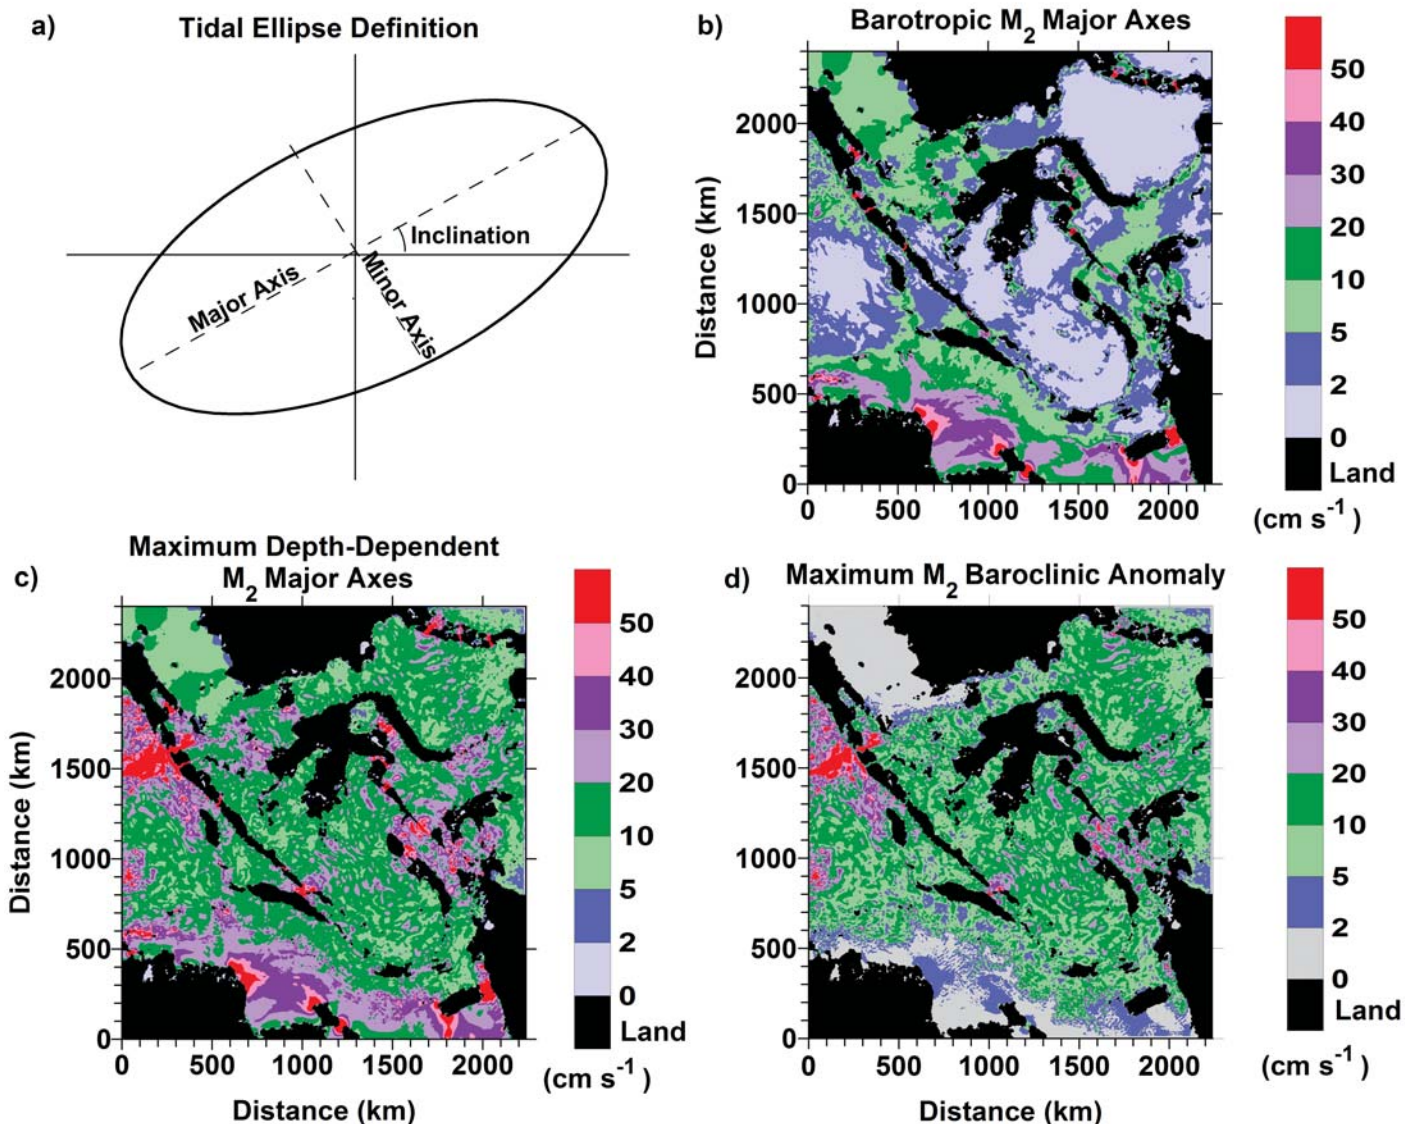 a)
Tidal Ellipse Definition
Inclination
Major Axis
Minor Axis
b)
Barotropic M2 Major Axes
Distance (km)
2000
1500
1000
500
0
0 500 1000 1500 2000
50
40
30
20
10
5
2
0
Land
(cm s-1 )
c)
Maximum Depth-Dependent
M2 Major Axes
Distance (km)
2000
1500
1000
500
0
0 500 1000 1500 2000
Distance (km)
50
40
30
20
10
5
2
0
Land
(cm s-1 )
d)
Maximum M2 Baroclinic Anomaly
2000
1500
1000
500
0
0 500 1000 1500 2000
Distance (km)
50
40
30
20
10
5
2
0
Land
(cm s-1 )